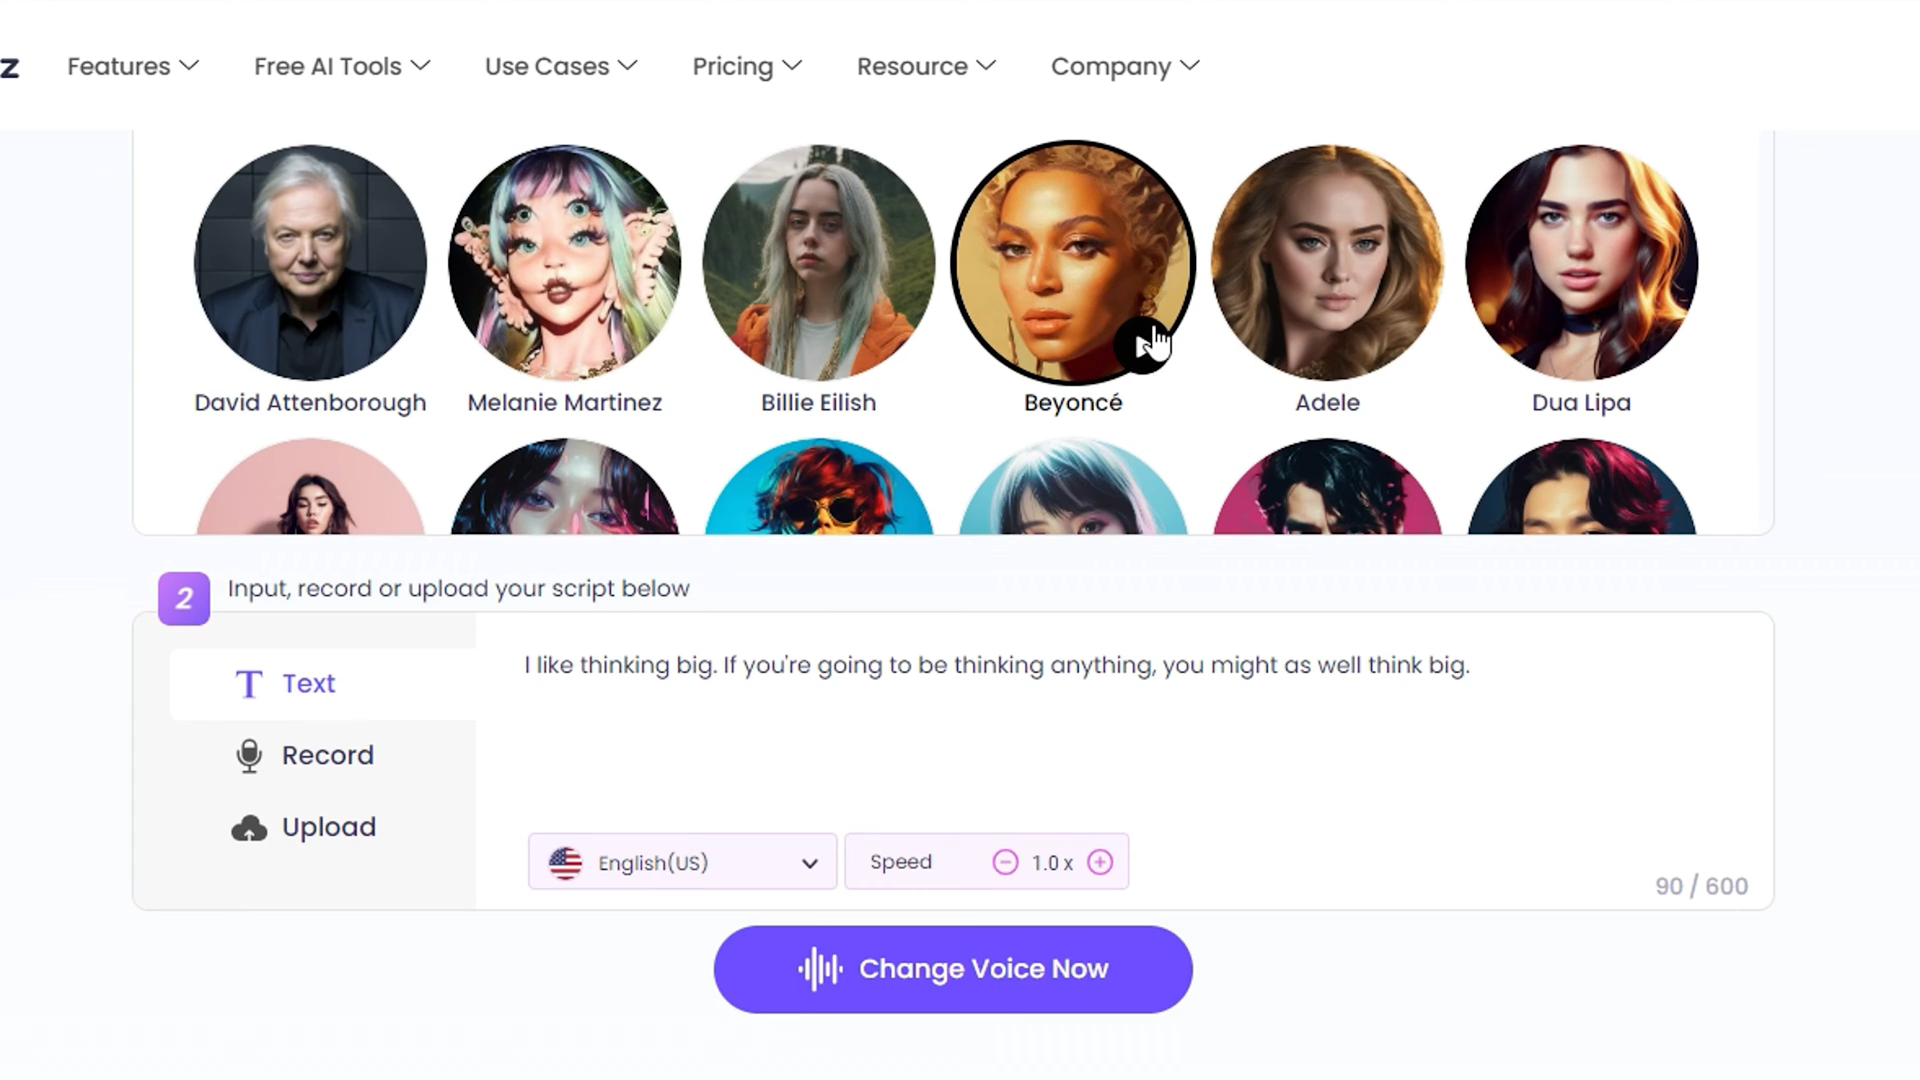 z Features Free AI Tools Use Cases Pricing Resource Company
David Attenborough Melanie Martinez Billie Eilish Beyoncé Adele Dua Lipa
2 Input, record or upload your script below
I like thinking big. If you're going to be thinking anything, you might as well think big.
T Text
Record
Upload
English(US) Speed 1.0 x
90 / 600
Change Voice Now